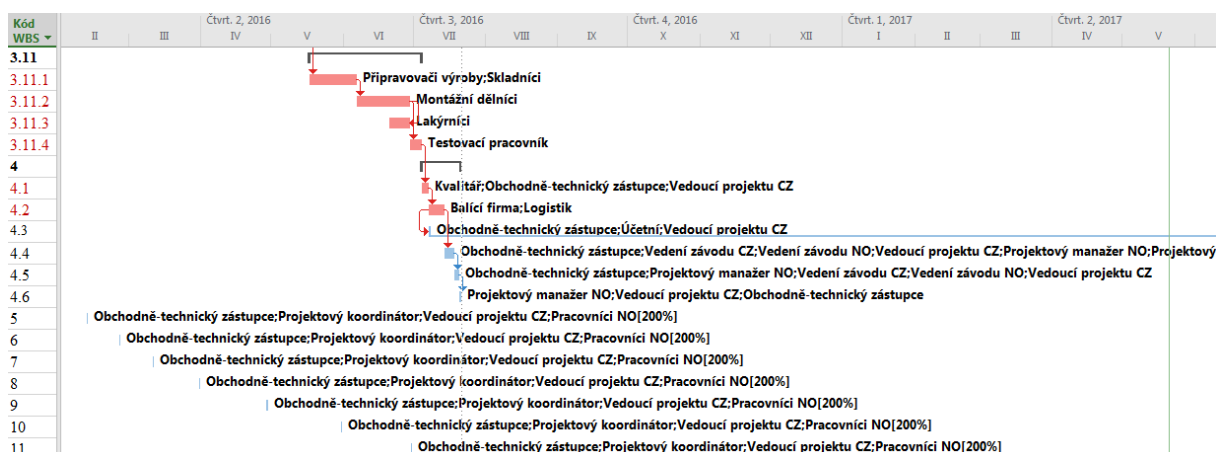 Kód WBS Čtvrt. 2, 2016 Čtvrt. 3, 2016 Čtvrt. 4, 2016 Čtvrt. 1, 2017 Čtvrt. 2, 2017
II III IV V VI VII VIII IX X XI XII I II III IV V
3.11
3.11.1 Připravovači výroby;Skladníci
3.11.2 Montážní dělníci
3.11.3 Lakýrníci
3.11.4 Testovací pracovník
4
4.1 Kvalitář;Obchodně-technický zástupce;Vedoucí projektu CZ
4.2 Balící firma;Logistik
4.3 Obchodně-technický zástupce;Účetní;Vedoucí projektu CZ
4.4 Obchodně-technický zástupce;Vedení závodu CZ;Vedení závodu NO;Vedoucí projektu CZ;Projektový manažer NO;Projektový
4.5 Obchodně-technický zástupce;Projektový manažer NO;Vedení závodu CZ;Vedení závodu NO;Vedoucí projektu CZ
4.6 Projektový manažer NO;Vedoucí projektu CZ;Obchodně-technický zástupce
5 Obchodně-technický zástupce;Projektový koordinátor;Vedoucí projektu CZ;Pracovníci NO[200%]
6 Obchodně-technický zástupce;Projektový koordinátor;Vedoucí projektu CZ;Pracovníci NO[200%]
7 Obchodně-technický zástupce;Projektový koordinátor;Vedoucí projektu CZ;Pracovníci NO[200%]
8 Obchodně-technický zástupce;Projektový koordinátor;Vedoucí projektu CZ;Pracovníci NO[200%]
9 Obchodně-technický zástupce;Projektový koordinátor;Vedoucí projektu CZ;Pracovníci NO[200%]
10 Obchodně-technický zástupce;Projektový koordinátor;Vedoucí projektu CZ;Pracovníci NO[200%]
11 Obchodně-technický zástupce;Projektový koordinátor;Vedoucí projektu CZ;Pracovníci NO[200%]